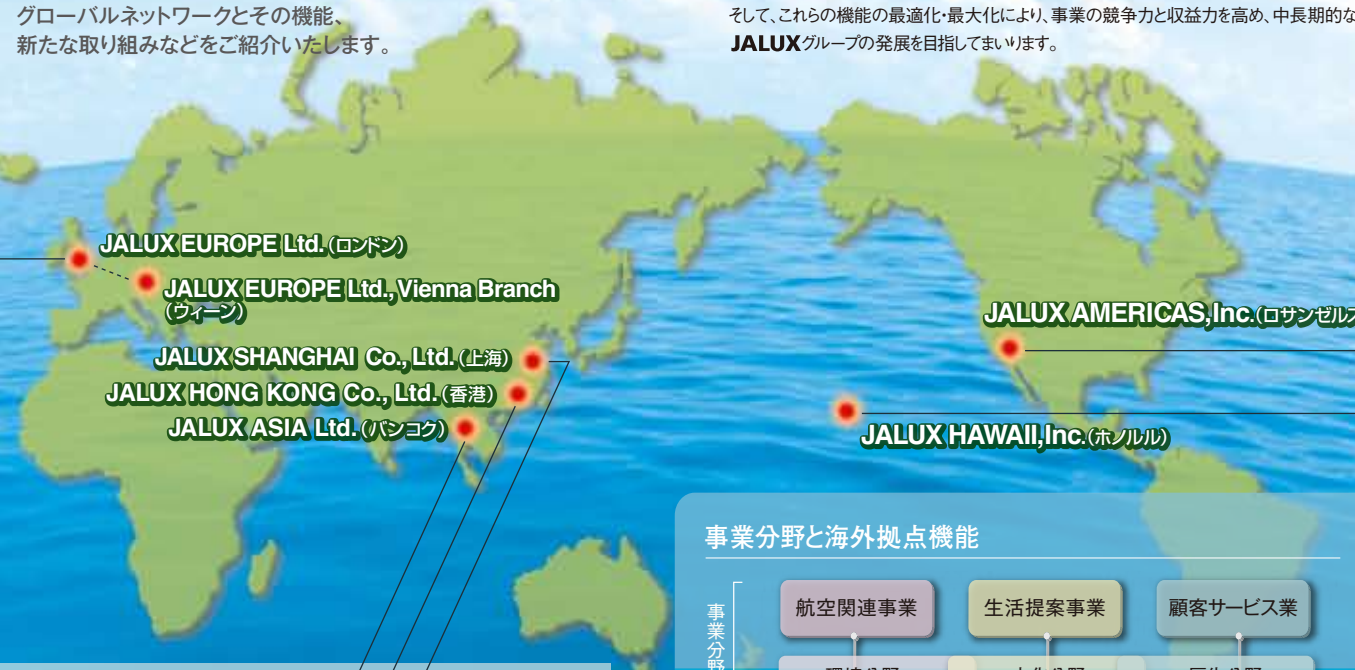 グローバルネットワークとその機能、
新たな取り組みなどをご紹介いたします。
そして、これらの機能の最適化・最大化により、事業の競争力と収益力を高め、中長期的な
JALUXグループの発展を目指してまいります。
JALUX EUROPE Ltd.(ロンドン)
JALUX EUROPE Ltd.,Vienna Branch
(ウィーン)
JALUX SHANGHAI Co., Ltd.(上海)
JALUX HONG KONG Co., Ltd.(香港)
JALUX ASIA Ltd.(バンコク)
JALUX AMERICAS,Inc.(ロサンゼルス
JALUX HAWAII,Inc.(ホノルル)
事業分野と海外拠点機能
事業分野
航空関連事業
生活提案事業
顧客サービス業